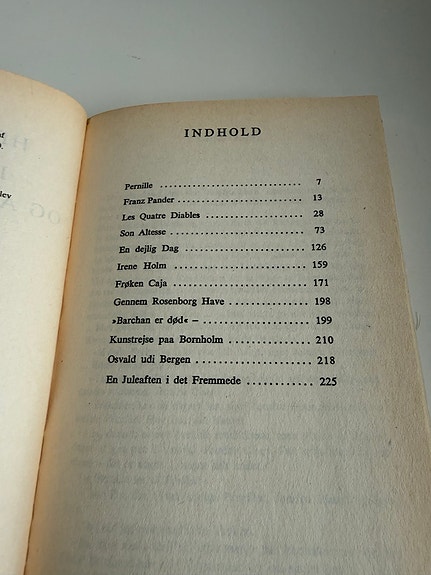 INDHOLD
Pernille .............................. 7
Franz Pander ........................... 13
Les Quatre Diables ..................... 28
Son Altesse ............................ 73
En dejlig Dag .......................... 126
Irene Holm ............................. 159
Frøken Caja ............................ 171
Gennem Rosenborg Have .................. 198
»Barchan er død« – ..................... 199
Kunstrejse paa Bornholm ................ 210
Osvald udi Bergen ...................... 218
En Juleaften i det Fremmede ............ 225